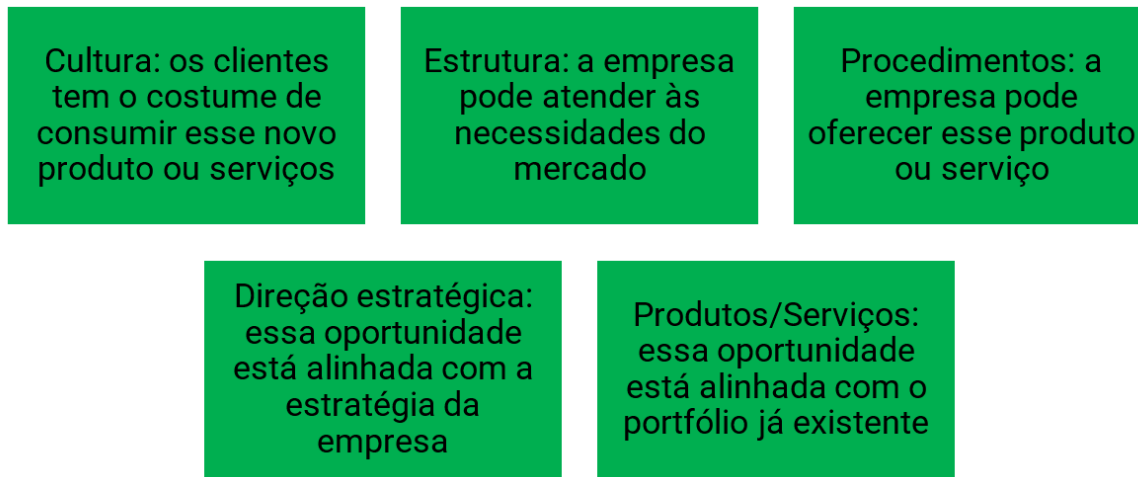 Cultura: os clientes
tem o costume de
consumir esse novo
produto ou serviços
Estrutura: a empresa
pode atender às
necessidades do
mercado
Procedimentos: a
empresa pode
oferecer esse produto
ou serviço
Direção estratégica:
essa oportunidade
está alinhada com a
estratégia da
empresa
Produtos/Serviços:
essa oportunidade
está alinhada com o
portfólio já existente